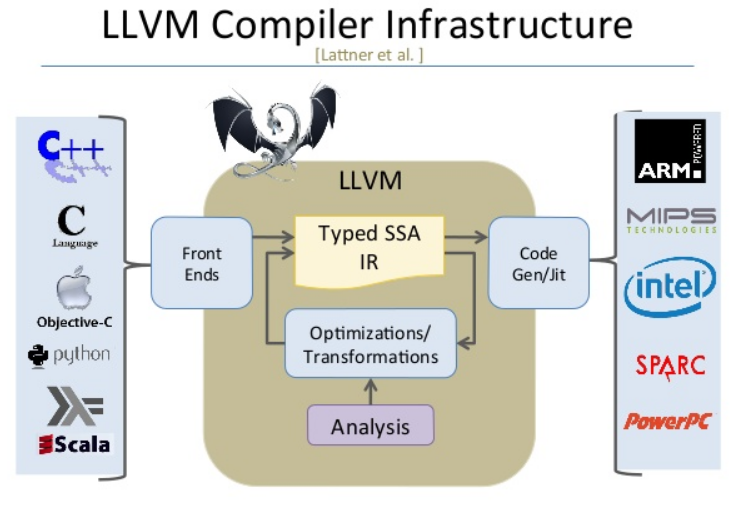 LLVM Compiler Infrastructure
[Lattner et al. ]
C++
C
Language
Objective-C
python
Scala
LLVM
Front
Ends
Typed SSA
IR
Code
Gen/Jit
Optimizations/
Transformations
Analysis
ARM POWERED
MIPS
TECHNOLOGIES
intel
SPARC
PowerPC